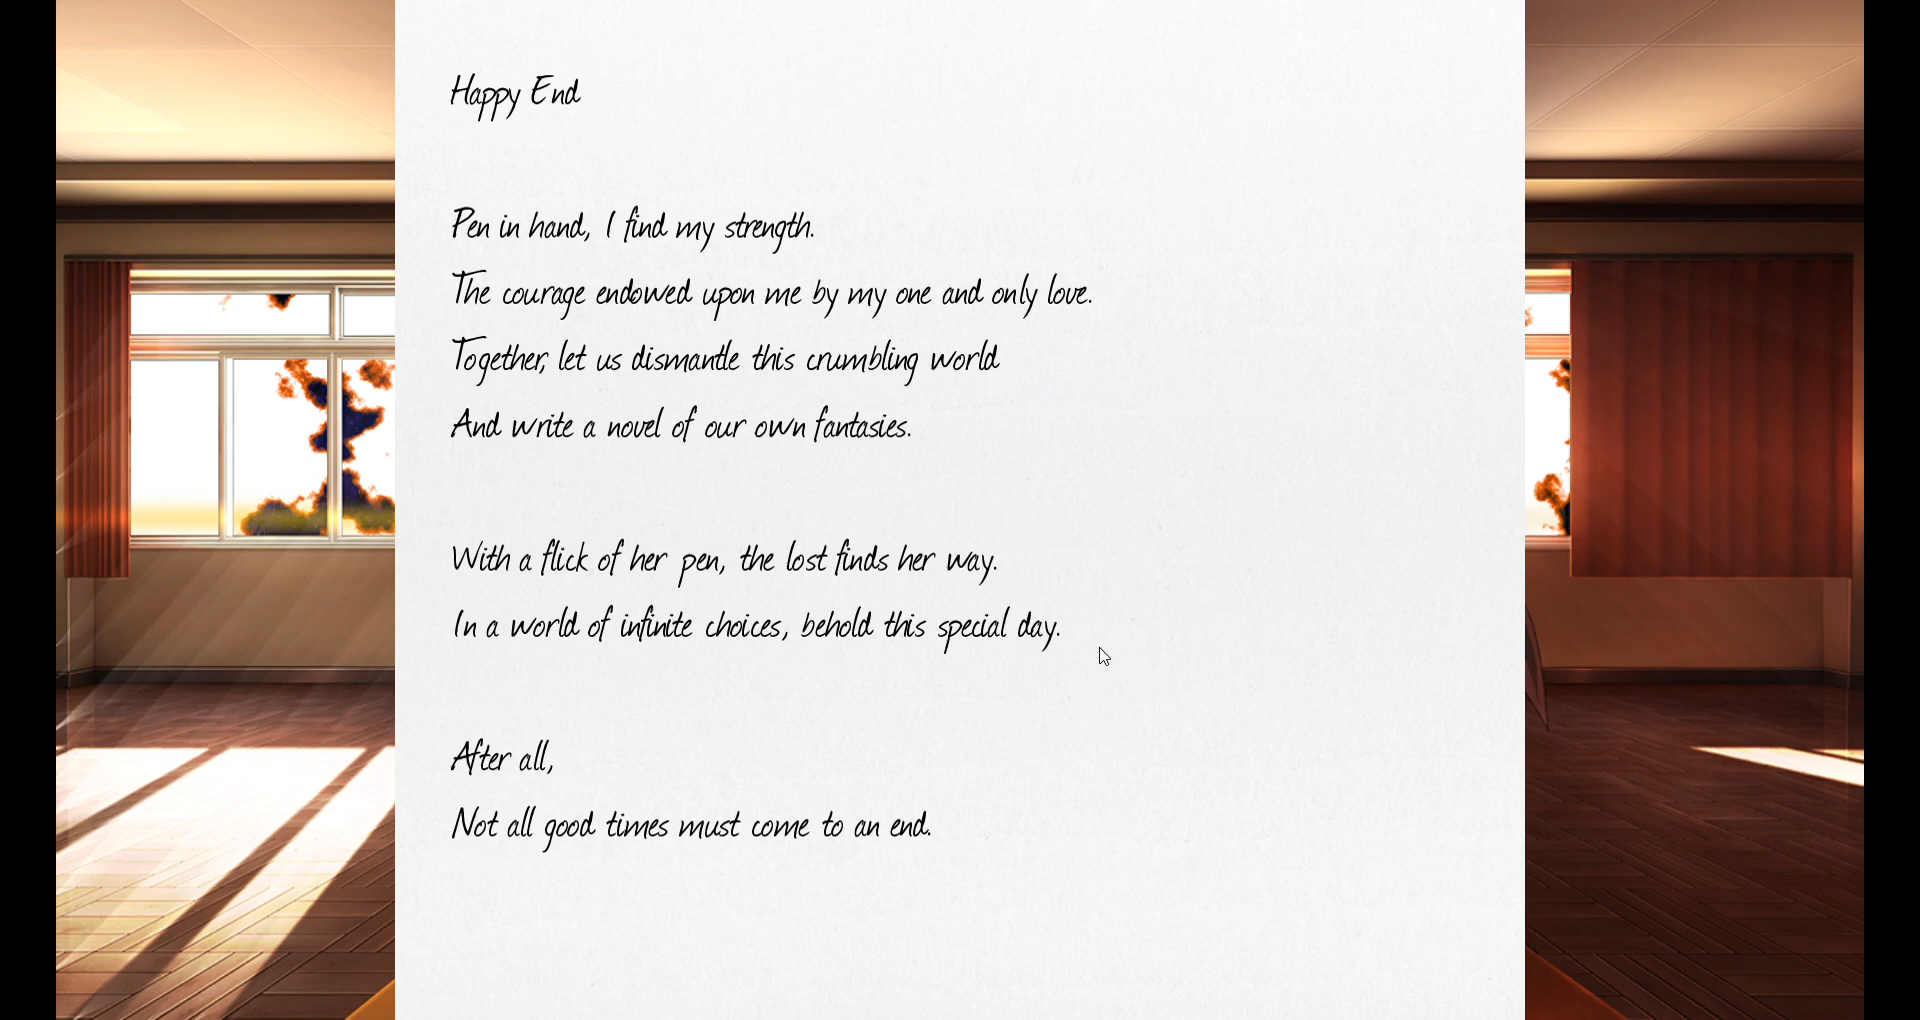 Happy End
Pen in hand, I find my strength.
The courage endowed upon me by my one and only love.
Together, let us dismantle this crumbling world
And write a novel of our own fantasies.
With a flick of her pen, the lost finds her way.
In a world of infinite choices, behold this special day.
After all,
Not all good times must come to an end.